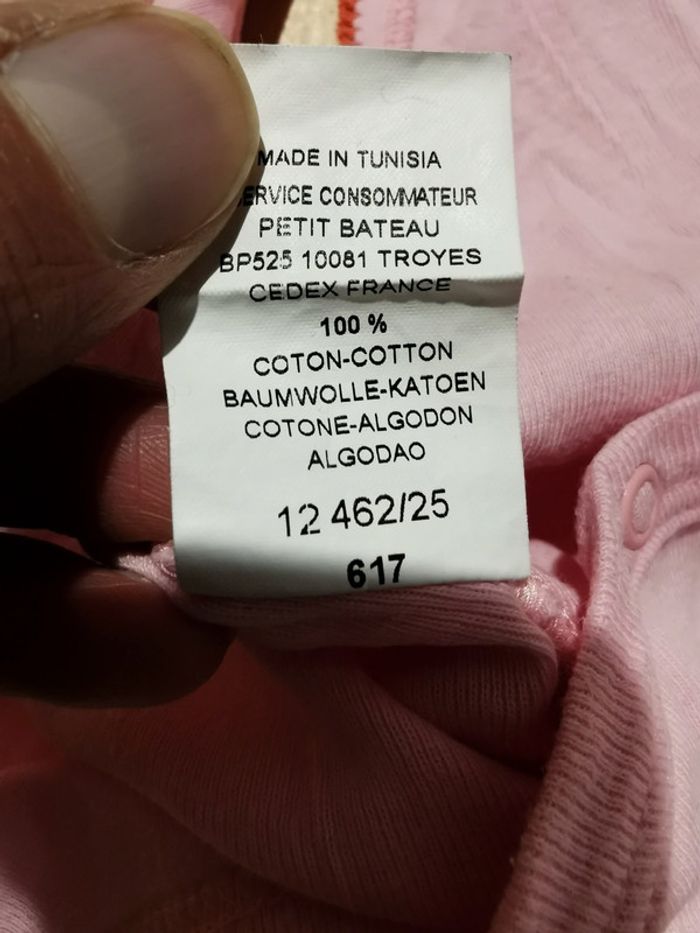 MADE IN TUNISIA
SERVICE CONSOMMATEUR
PETIT BATEAU
BP525 10081 TROYES
CEDEX FRANCE
100 %
COTON-COTTON
BAUMWOLLE-KATOEN
COTONE-ALGODON
ALGODAO
12 462/25
617